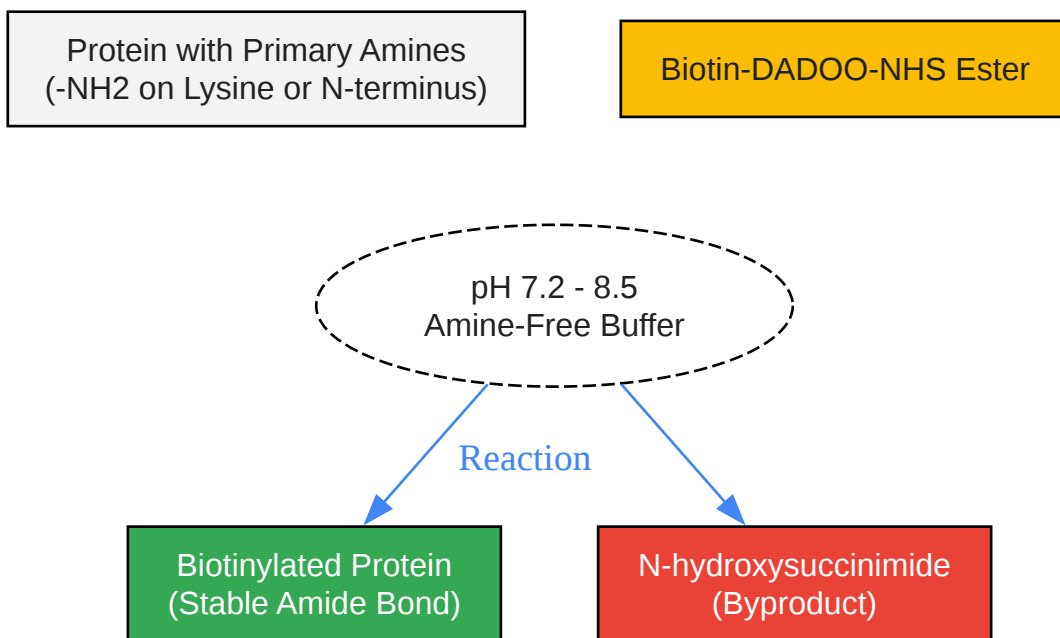 Protein with Primary Amines
(-NH2 on Lysine or N-terminus)
Biotin-DADOO-NHS Ester
pH 7.2 - 8.5
Amine-Free Buffer
Reaction
Biotinylated Protein
(Stable Amide Bond)
N-hydroxysuccinimide
(Byproduct)